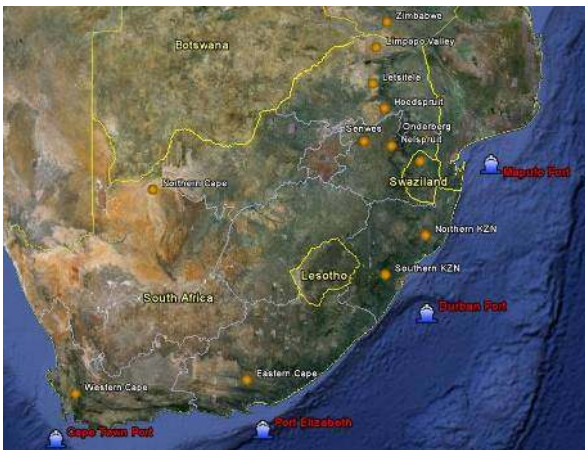 Zimbabwe
Botswana
Limpopo Valley
Letsitele
Hoedspruit
Onderberg
Senwes
Nelspruit
Maputo Port
Swaziland
Northern Cape
Northern KZN
Lesotho
Southern KZN
South Africa
Durban Port
Eastern Cape
Western Cape
Port Elizabeth
Cape Town Port